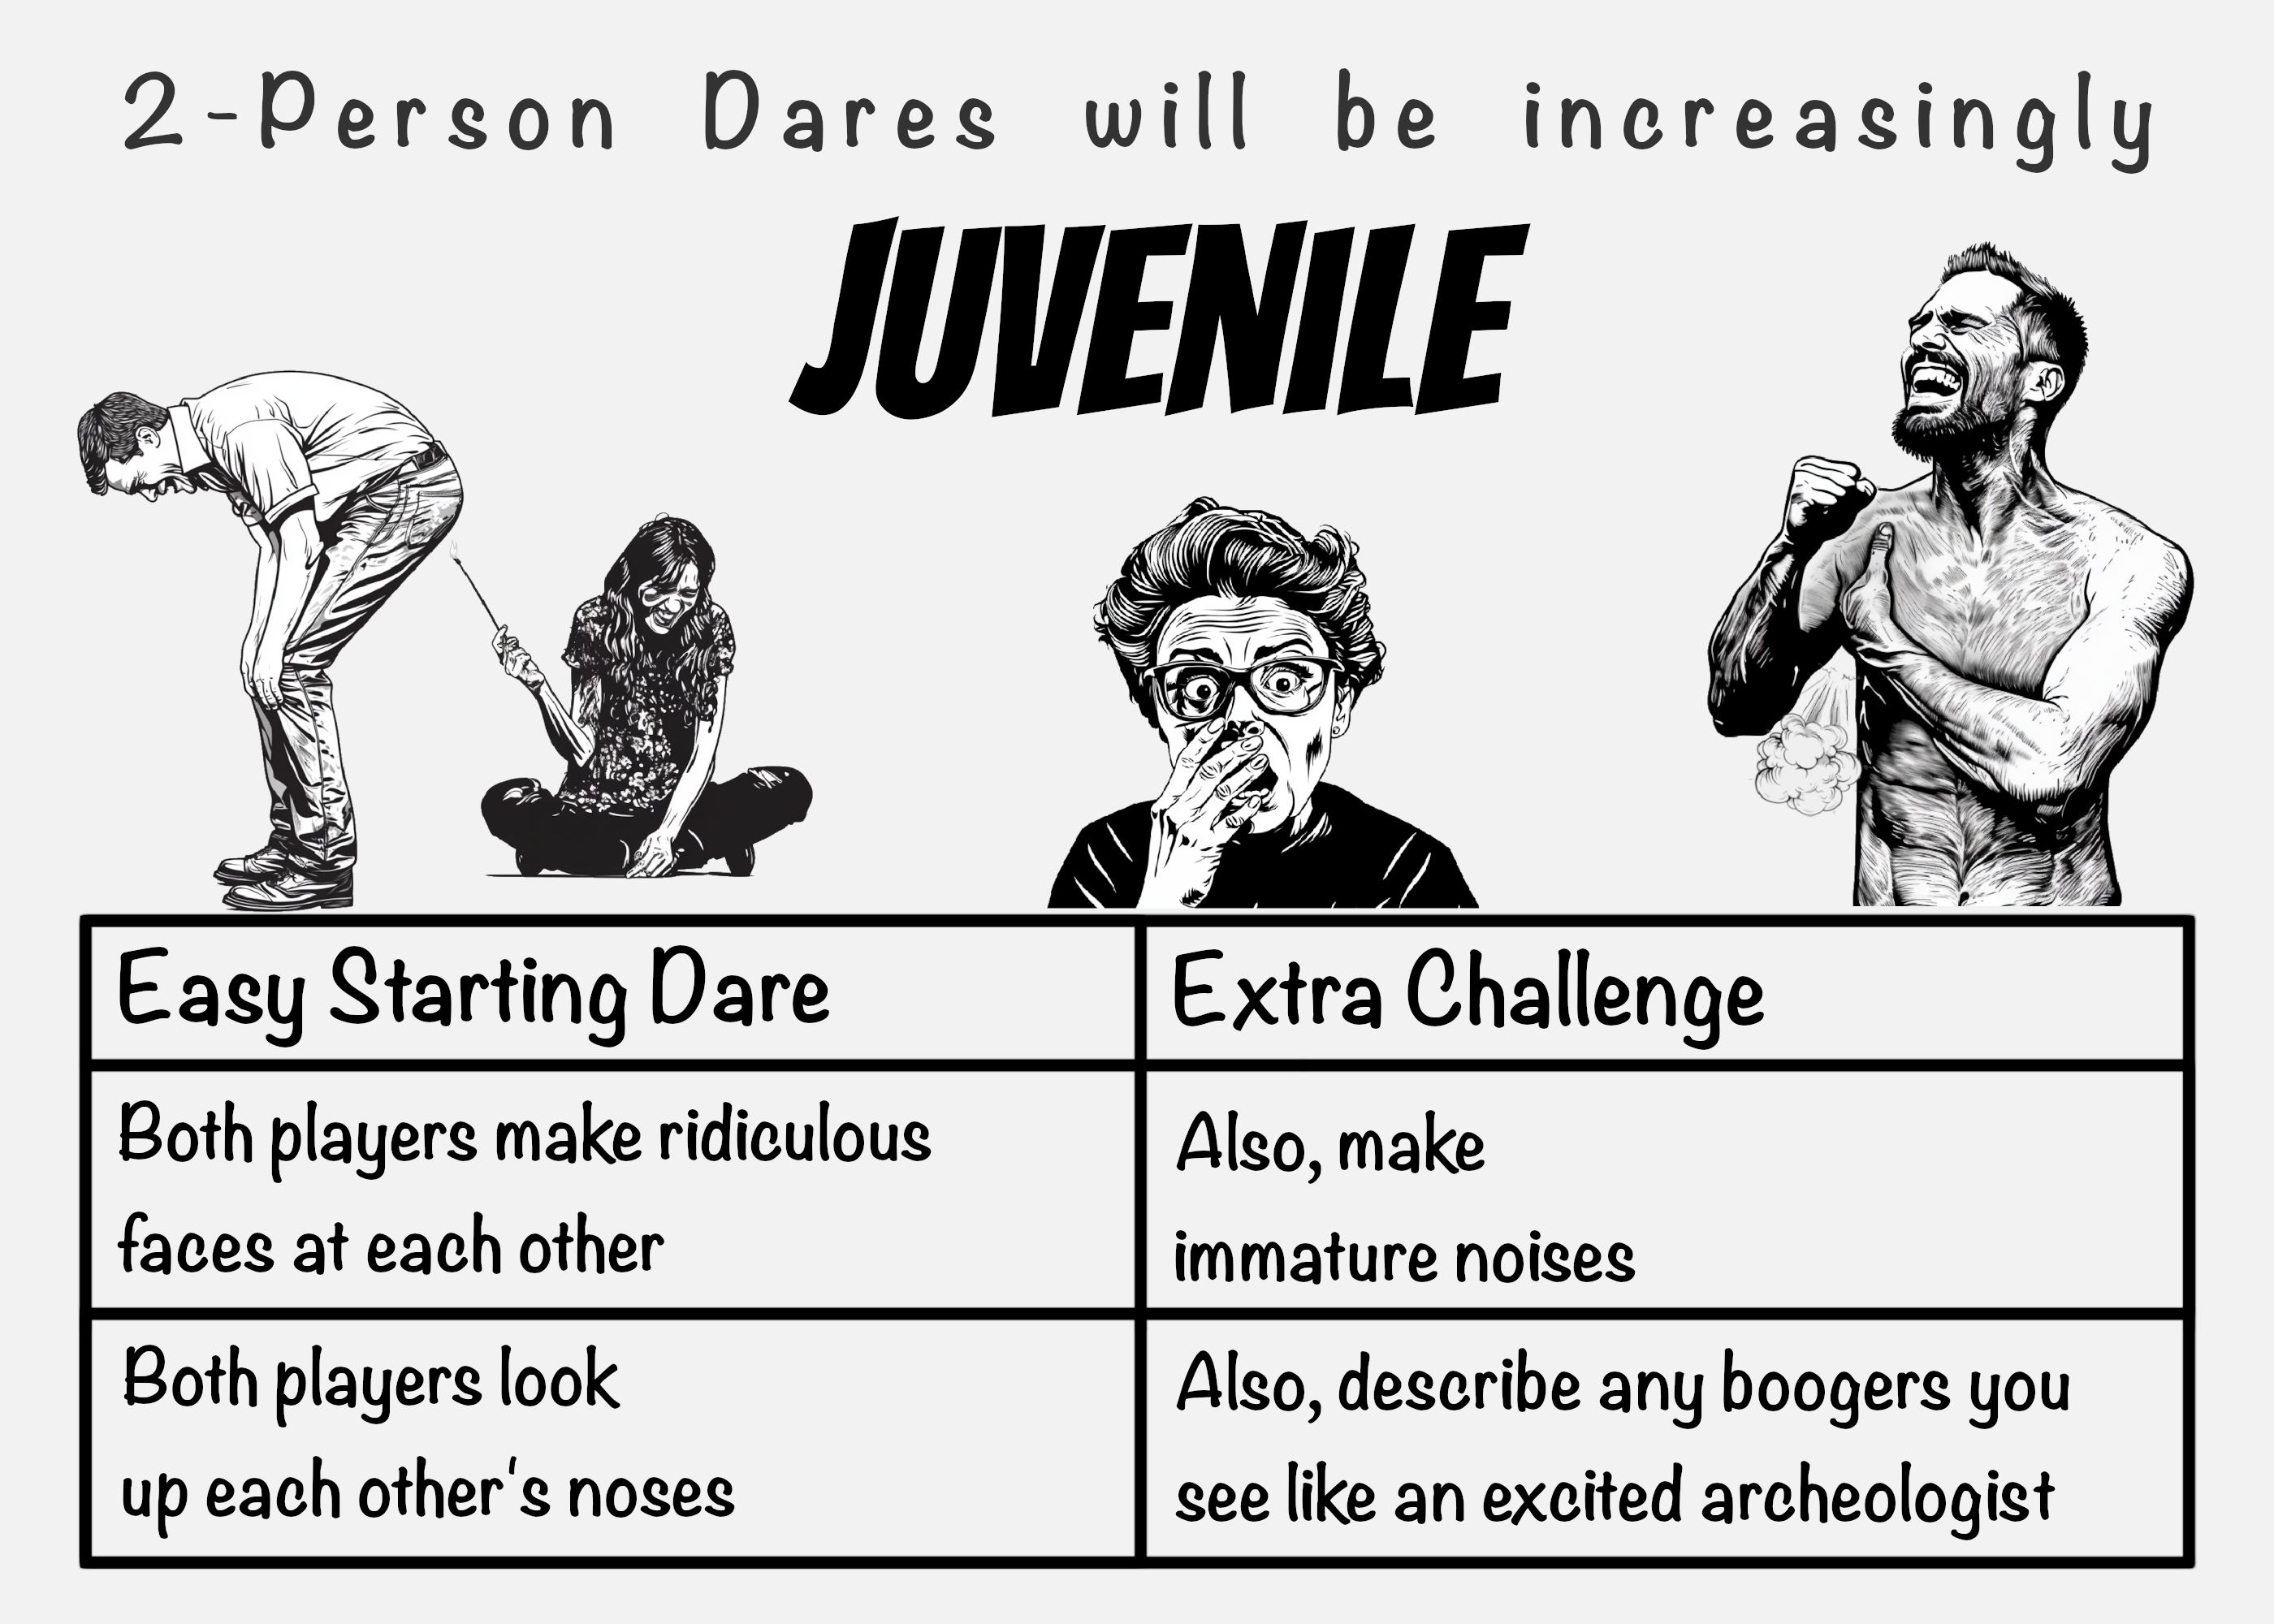 2-Person Dares will be increasingly
JUVENILE
Easy Starting Dare
Extra Challenge
Both players make ridiculous
faces at each other
Also, make
immature noises
Both players look
up each other's noses
Also, describe any boogers you
see like an excited archeologist